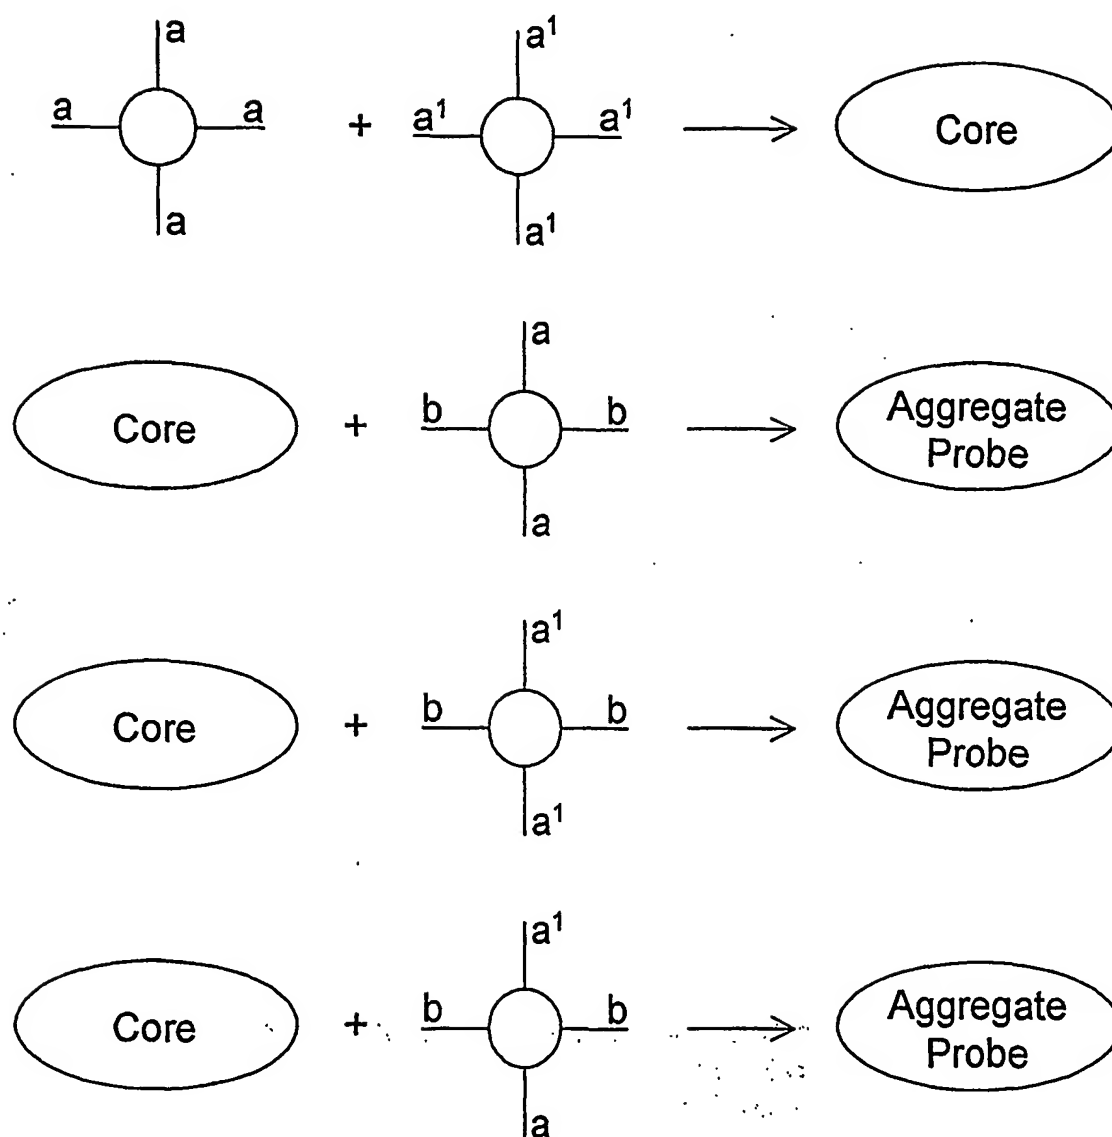 a
a a
a
+
a¹
a¹ a¹
a¹
Core
Core
+
a
b b
a
Aggregate
Probe
Core
+
a¹
b b
a¹
Aggregate
Probe
Core
+
a¹
b b
a
Aggregate
Probe